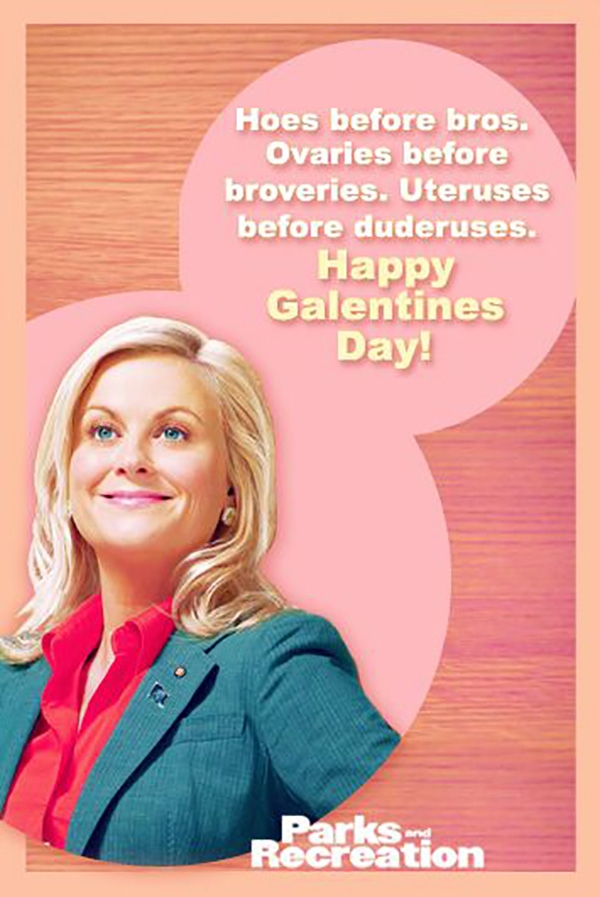 Hoes before bros.
Ovaries before
broveries. Uteruses
before duderuses.
Happy
Galentines
Day!
Parks and
Recreation